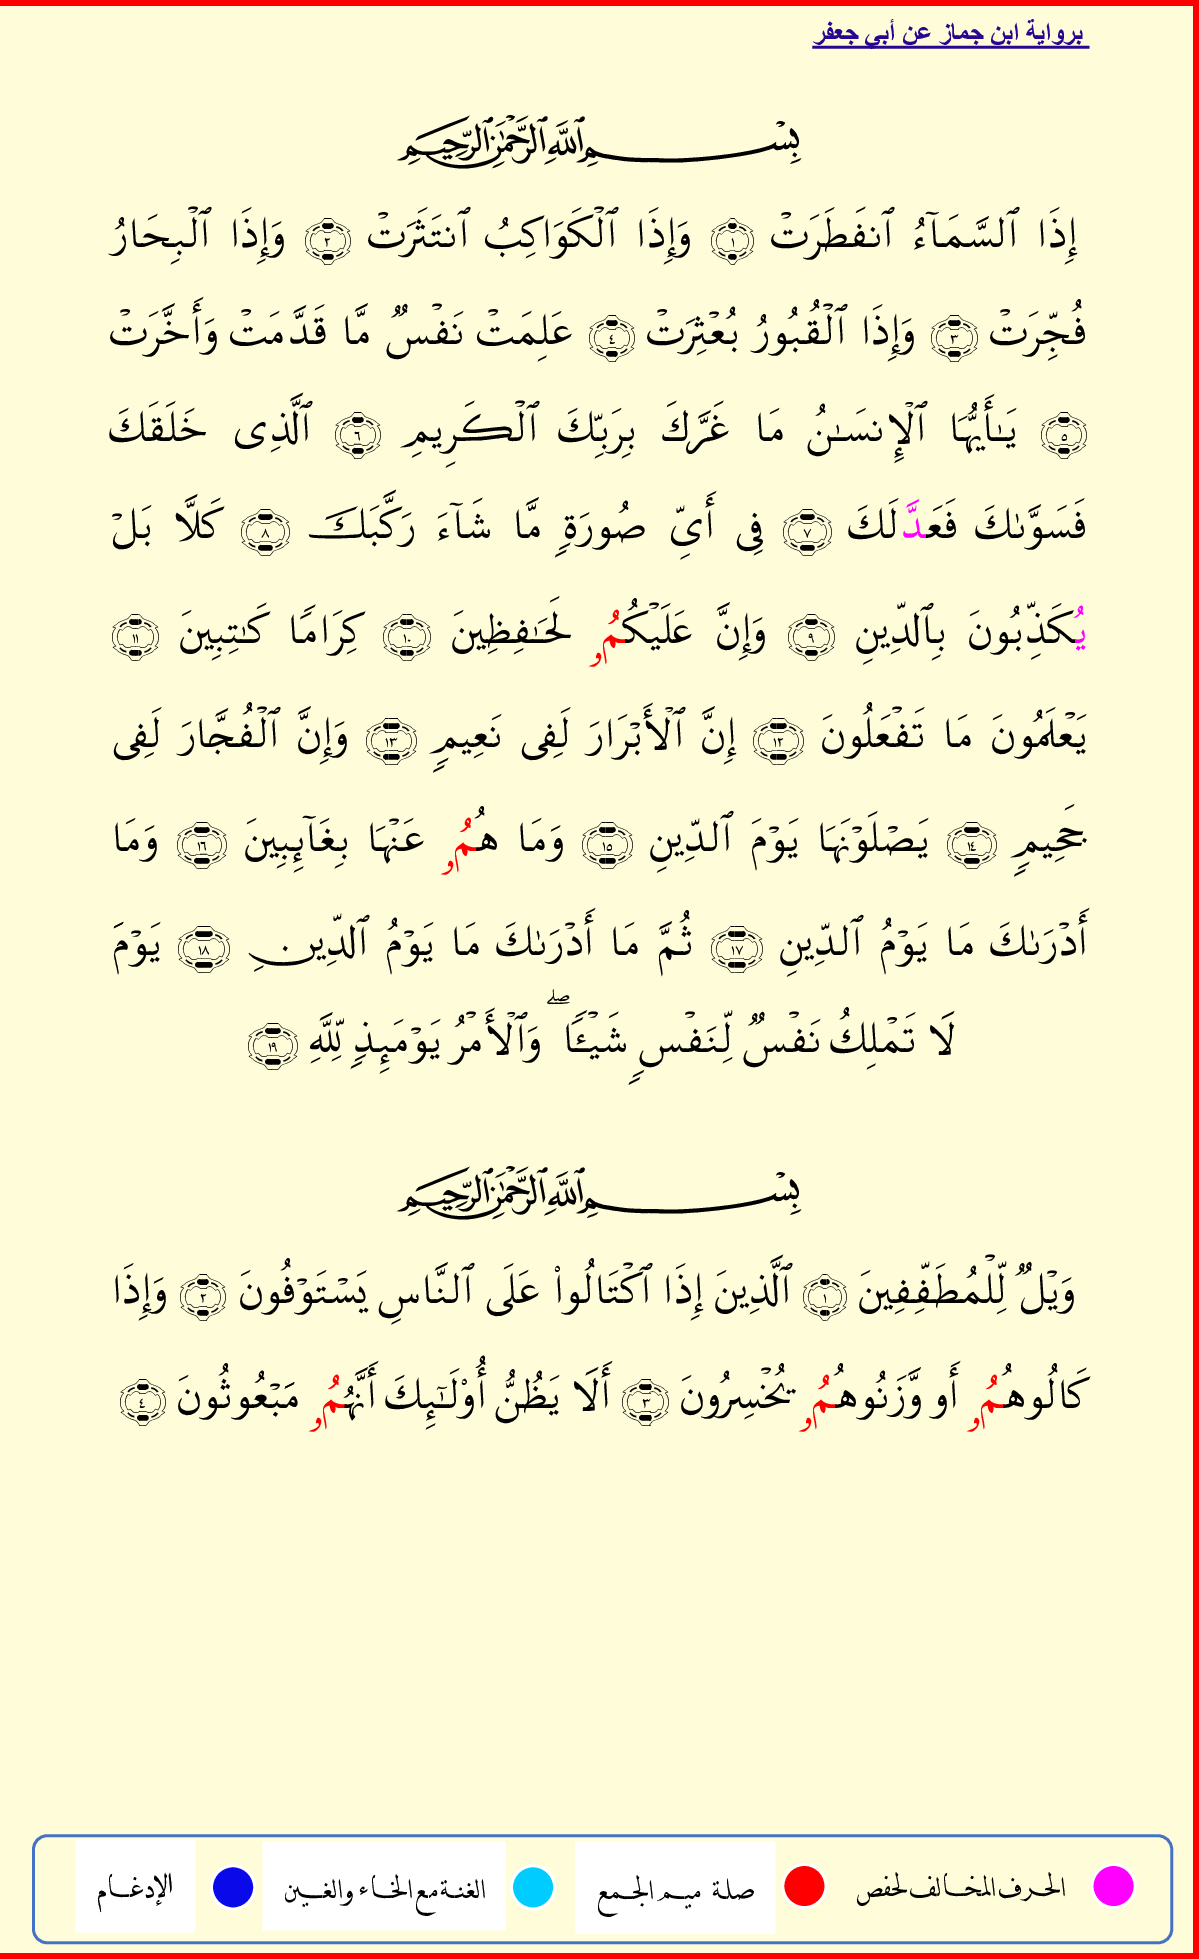 برواية ابن جماز عن أبي جعفر
بِسْمِ ٱللَّهِ ٱلرَّحْمَٰنِ ٱلرَّحِيمِ
إِذَا ٱلسَّمَآءُ ٱنفَطَرَتْ ١ وَإِذَا ٱلْكَوَاكِبُ ٱنتَثَرَتْ ٢ وَإِذَا ٱلْبِحَارُ
فُجِّرَتْ ٣ وَإِذَا ٱلْقُبُورُ بُعْثِرَتْ ٤ عَلِمَتْ نَفْسٌ مَّا قَدَّمَتْ وَأَخَّرَتْ
٥ يَٰٓأَيُّهَا ٱلْإِنسَٰنُ مَا غَرَّكَ بِرَبِّكَ ٱلْكَرِيمِ ٦ ٱلَّذِى خَلَقَكَ
فَسَوَّىٰكَ فَعَدَّلَكَ ٧ فِى أَىِّ صُورَةٍ مَّا شَآءَ رَكَّبَكَ ٨ كَلَّا بَلْ
يُكَذِّبُونَ بِٱلدِّينِ ٩ وَإِنَّ عَلَيْكُمُۥ لَحَٰفِظِينَ ١٠ كِرَامًا كَٰتِبِينَ ١١
يَعْلَمُونَ مَا تَفْعَلُونَ ١٢ إِنَّ ٱلْأَبْرَارَ لَفِى نَعِيمٍ ١٣ وَإِنَّ ٱلْفُجَّارَ لَفِى
جَحِيمٍ ١٤ يَصْلَوْنَهَا يَوْمَ ٱلدِّينِ ١٥ وَمَا هُمُۥ عَنْهَا بِغَآئِبِينَ ١٦ وَمَا
أَدْرَىٰكَ مَا يَوْمُ ٱلدِّينِ ١٧ ثُمَّ مَا أَدْرَىٰكَ مَا يَوْمُ ٱلدِّينِ ١٨ يَوْمَ
لَا تَمْلِكُ نَفْسٌ لِّنَفْسٍ شَيْـًٔا ۖ وَٱلْأَمْرُ يَوْمَئِذٍ لِّلَّهِ ١٩
بِسْمِ ٱللَّهِ ٱلرَّحْمَٰنِ ٱلرَّحِيمِ
وَيْلٌ لِّلْمُطَفِّفِينَ ١ ٱلَّذِينَ إِذَا ٱكْتَالُوا۟ عَلَى ٱلنَّاسِ يَسْتَوْفُونَ ٢ وَإِذَا
كَالُوهُمُۥ أَو وَّزَنُوهُمُۥ يُخْسِرُونَ ٣ أَلَا يَظُنُّ أُو۟لَٰٓئِكَ أَنَّهُمُۥ مَبْعُوثُونَ ٤
الحرف المخالف لحفص صلة ميم الجمع الغنة مع الخاء والغين الإدغام